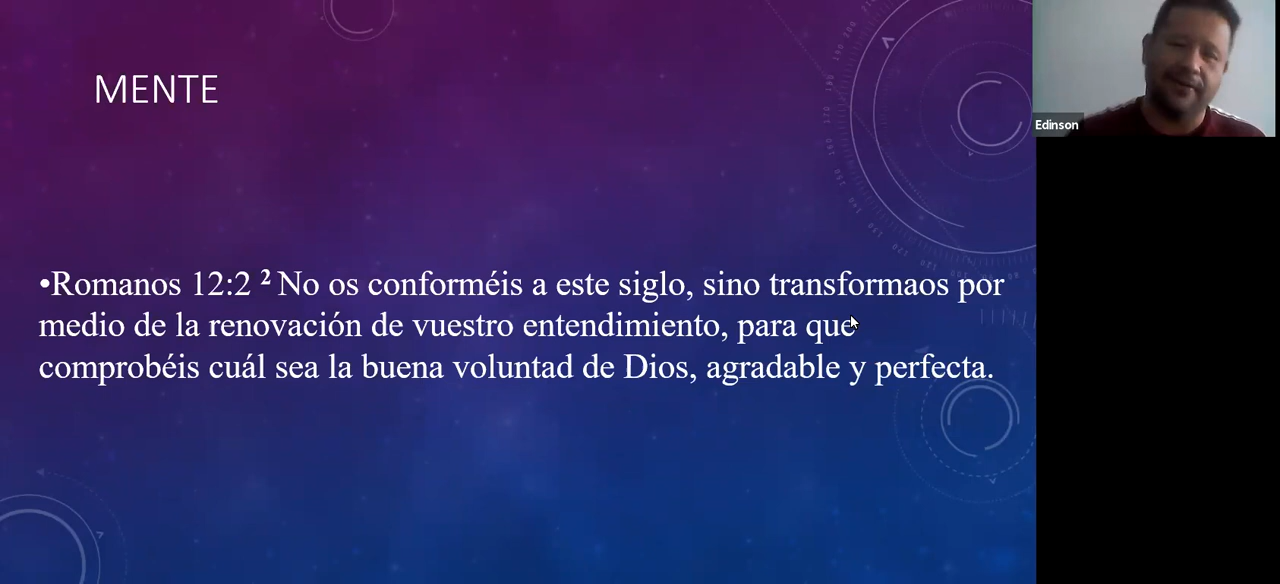 MENTE
Edinson
•Romanos 12:2 ² No os conforméis a este siglo, sino transformaos por
medio de la renovación de vuestro entendimiento, para que
comprobéis cuál sea la buena voluntad de Dios, agradable y perfecta.